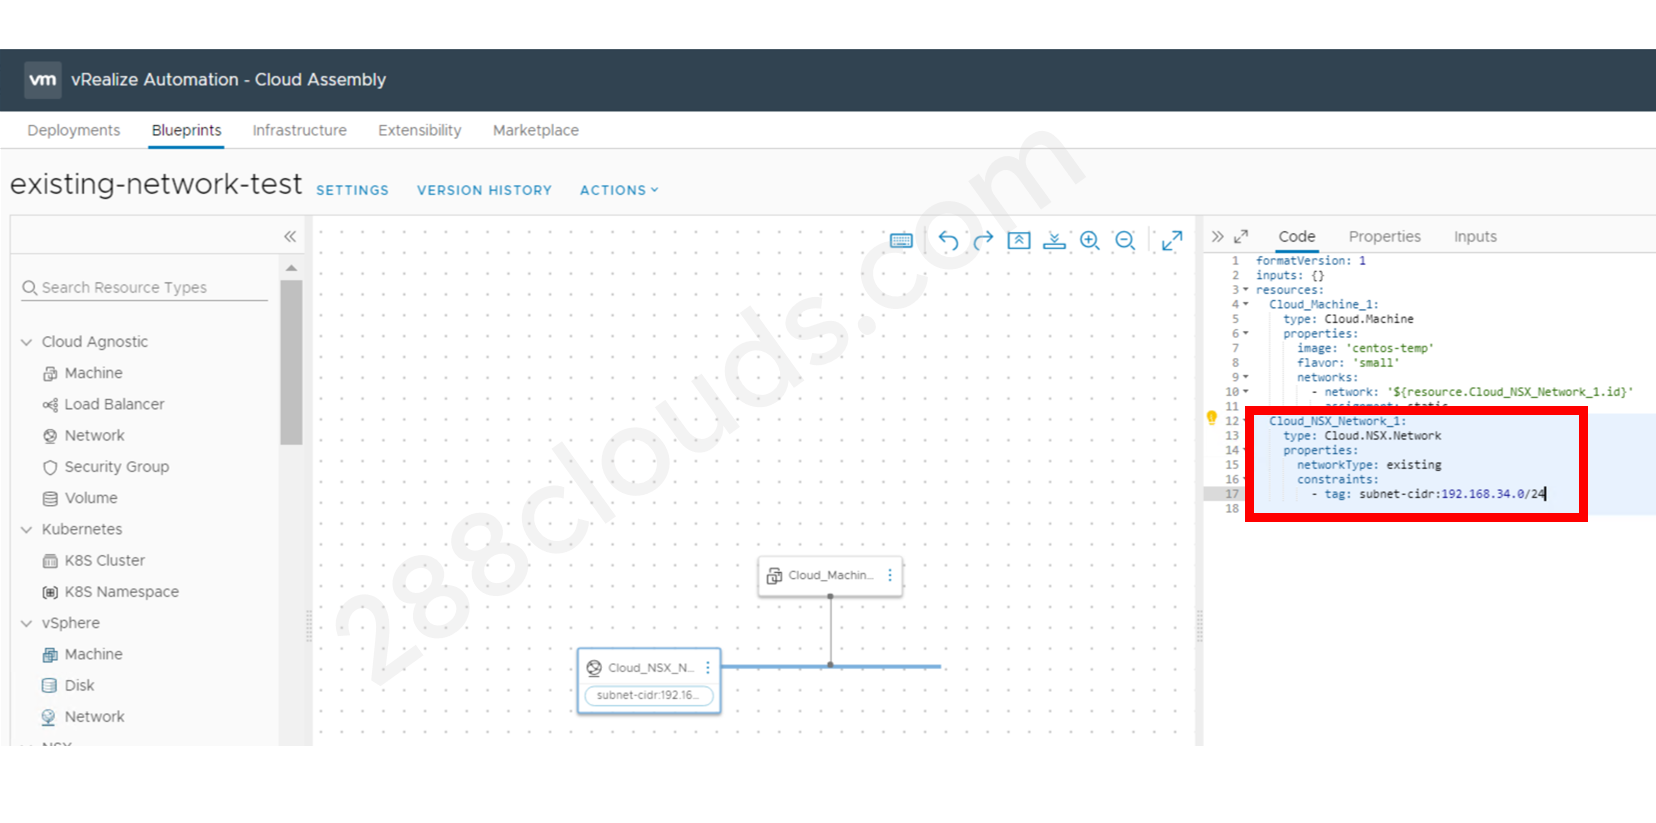 vm vRealize Automation - Cloud Assembly
Deployments Blueprints Infrastructure Extensibility Marketplace
existing-network-test SETTINGS VERSION HISTORY ACTIONS
Search Resource Types
Cloud Agnostic
Machine
Load Balancer
Network
Security Group
Volume
Kubernetes
K8S Cluster
K8S Namespace
vSphere
Machine
Disk
Network
NSX
Cloud_Machin...
Cloud_NSX_N...
subnet-cidr:192.16...
Code Properties Inputs
1 formatVersion: 1
2 inputs: {}
3 resources:
4 Cloud_Machine_1:
5 type: Cloud.Machine
6 properties:
7 image: 'centos-temp'
8 flavor: 'small'
9 networks:
10 - network: '${resource.Cloud_NSX_Network_1.id}'
11 assignment: static
12 Cloud_NSX_Network_1:
13 type: Cloud.NSX.Network
14 properties:
15 networkType: existing
16 constraints:
17 - tag: subnet-cidr:192.168.34.0/24
18
288clouds.com